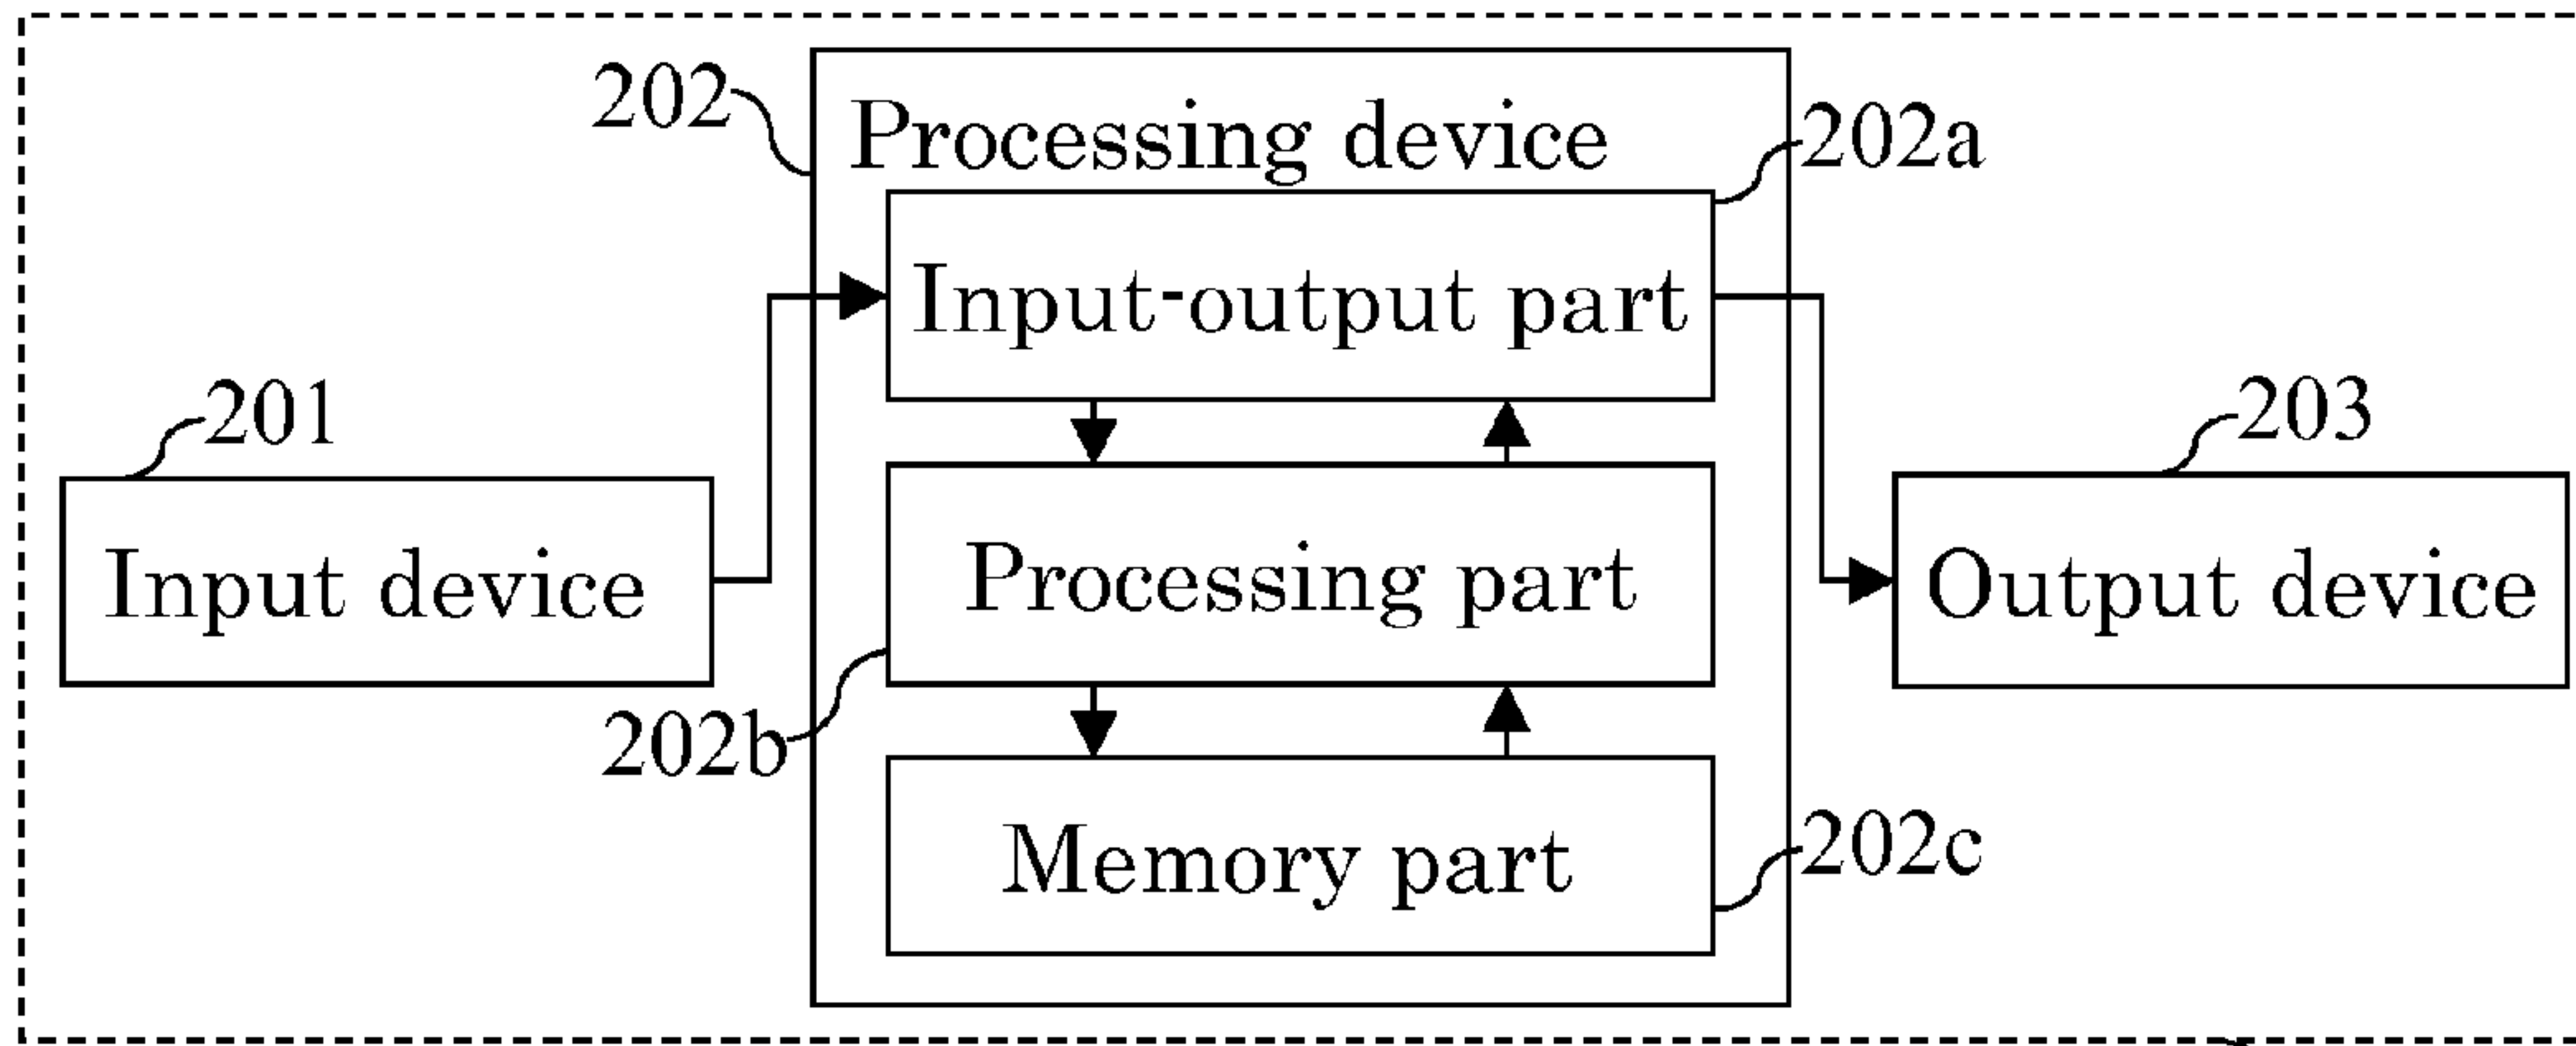 202
Processing device
202a
Input-output part
201
203
Input device
Processing part
Output device
202b
Memory part
202c